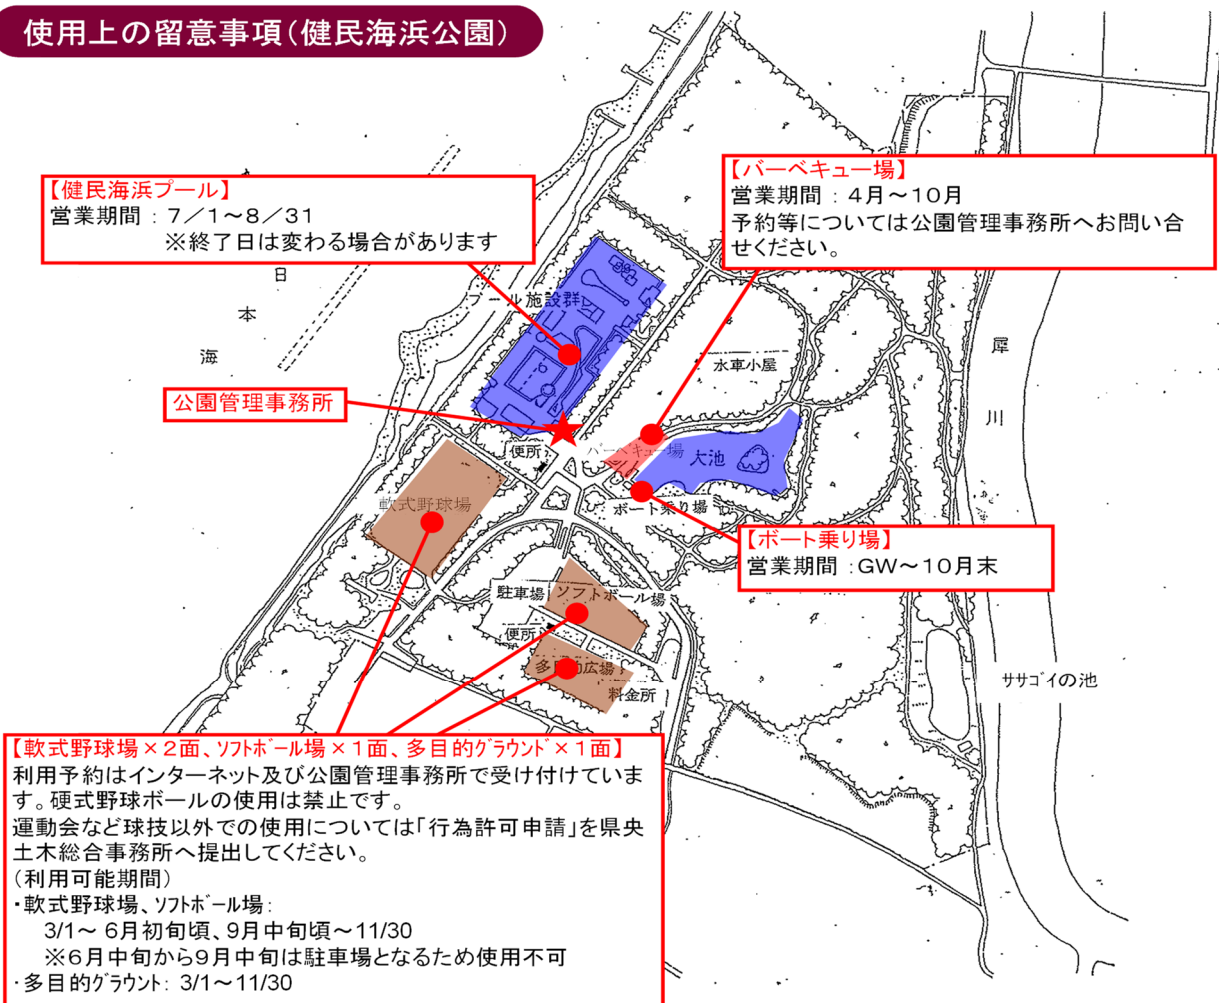 使用上の留意事項（健民海浜公園）
【バーベキュー場】
営業期間：４月～１０月
予約等については公園管理事務所へお問い合
せください。
【健民海浜プール】
営業期間：７／１～８／３１
※終了日は変わる場合があります
日
本
海
プール施設群
水車小屋
犀
川
公園管理事務所
便所
バーベキュー場
大池
軟式野球場
ボート乗り場
【ボート乗り場】
営業期間：GW～１０月末
駐車場
ソフトボール場
便所
多目的広場
料金所
ササゴイの池
【軟式野球場×２面、ｿﾌﾄﾎﾞｰﾙ場×１面、多目的ｸﾞﾗｳﾝﾄﾞ×１面】
利用予約はインターネット及び公園管理事務所で受け付けていま
す。硬式野球ボールの使用は禁止です。
運動会など球技以外での使用については「行為許可申請」を県央
土木総合事務所へ提出してください。
（利用可能期間）
・軟式野球場、ｿﾌﾄﾎﾞｰﾙ場：
3/1～ ６月初旬頃、９月中旬頃～11/30
※６月中旬から９月中旬は駐車場となるため使用不可
・多目的ｸﾞﾗｳﾝﾄ： 3/1～11/30